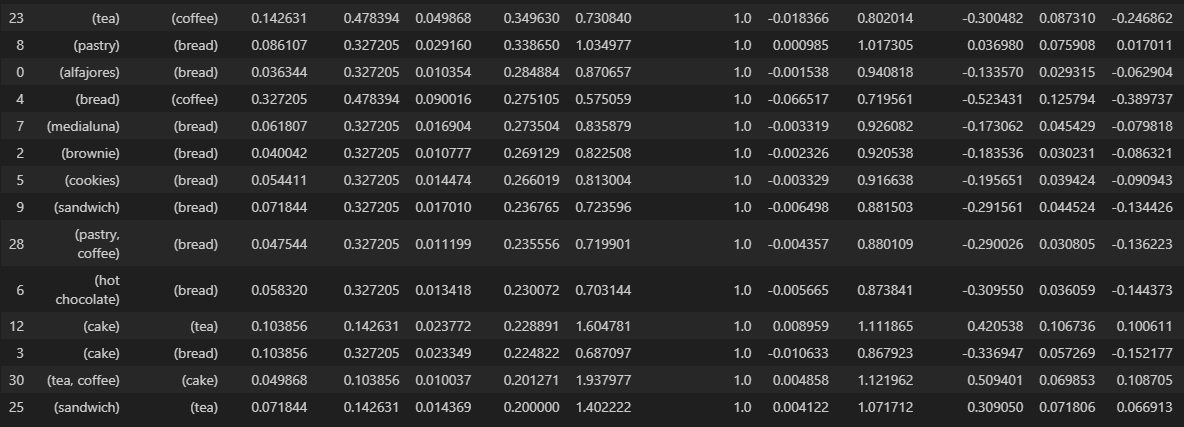 23 (tea) (coffee) 0.142631 0.478394 0.049868 0.349630 0.730840 1.0 -0.018366 0.802014 -0.300482 0.087310 -0.246862
8 (pastry) (bread) 0.086107 0.327205 0.029160 0.338650 1.034977 1.0 0.000985 1.017305 0.036980 0.075908 0.017011
0 (alfajores) (bread) 0.036344 0.327205 0.010354 0.284884 0.870657 1.0 -0.001538 0.940818 -0.133570 0.029315 -0.062904
4 (bread) (coffee) 0.327205 0.478394 0.090016 0.275105 0.575059 1.0 -0.066517 0.719561 -0.523431 0.125794 -0.389737
7 (medialuna) (bread) 0.061807 0.327205 0.016904 0.273504 0.835879 1.0 -0.003319 0.926082 -0.173062 0.045429 -0.079818
2 (brownie) (bread) 0.040042 0.327205 0.010777 0.269129 0.822508 1.0 -0.002326 0.920538 -0.183536 0.030231 -0.086321
5 (cookies) (bread) 0.054411 0.327205 0.014474 0.266019 0.813004 1.0 -0.003329 0.916638 -0.195651 0.039424 -0.090943
9 (sandwich) (bread) 0.071844 0.327205 0.017010 0.236765 0.723596 1.0 -0.006498 0.881503 -0.291561 0.044524 -0.134426
(pastry,
28 coffee) (bread) 0.047544 0.327205 0.011199 0.235556 0.719901 1.0 -0.004357 0.880109 -0.290026 0.030805 -0.136223
(hot
6 chocolate) (bread) 0.058320 0.327205 0.013418 0.230072 0.703144 1.0 -0.005665 0.873841 -0.309550 0.036059 -0.144373
12 (cake) (tea) 0.103856 0.142631 0.023772 0.228891 1.604781 1.0 0.008959 1.111865 0.420538 0.106736 0.100611
3 (cake) (bread) 0.103856 0.327205 0.023349 0.224822 0.687097 1.0 -0.010633 0.867923 -0.336947 0.057269 -0.152177
30 (tea, coffee) (cake) 0.049868 0.103856 0.010037 0.201271 1.937977 1.0 0.004858 1.121962 0.509401 0.069853 0.108705
25 (sandwich) (tea) 0.071844 0.142631 0.014369 0.200000 1.402222 1.0 0.004122 1.071712 0.309050 0.071806 0.066913